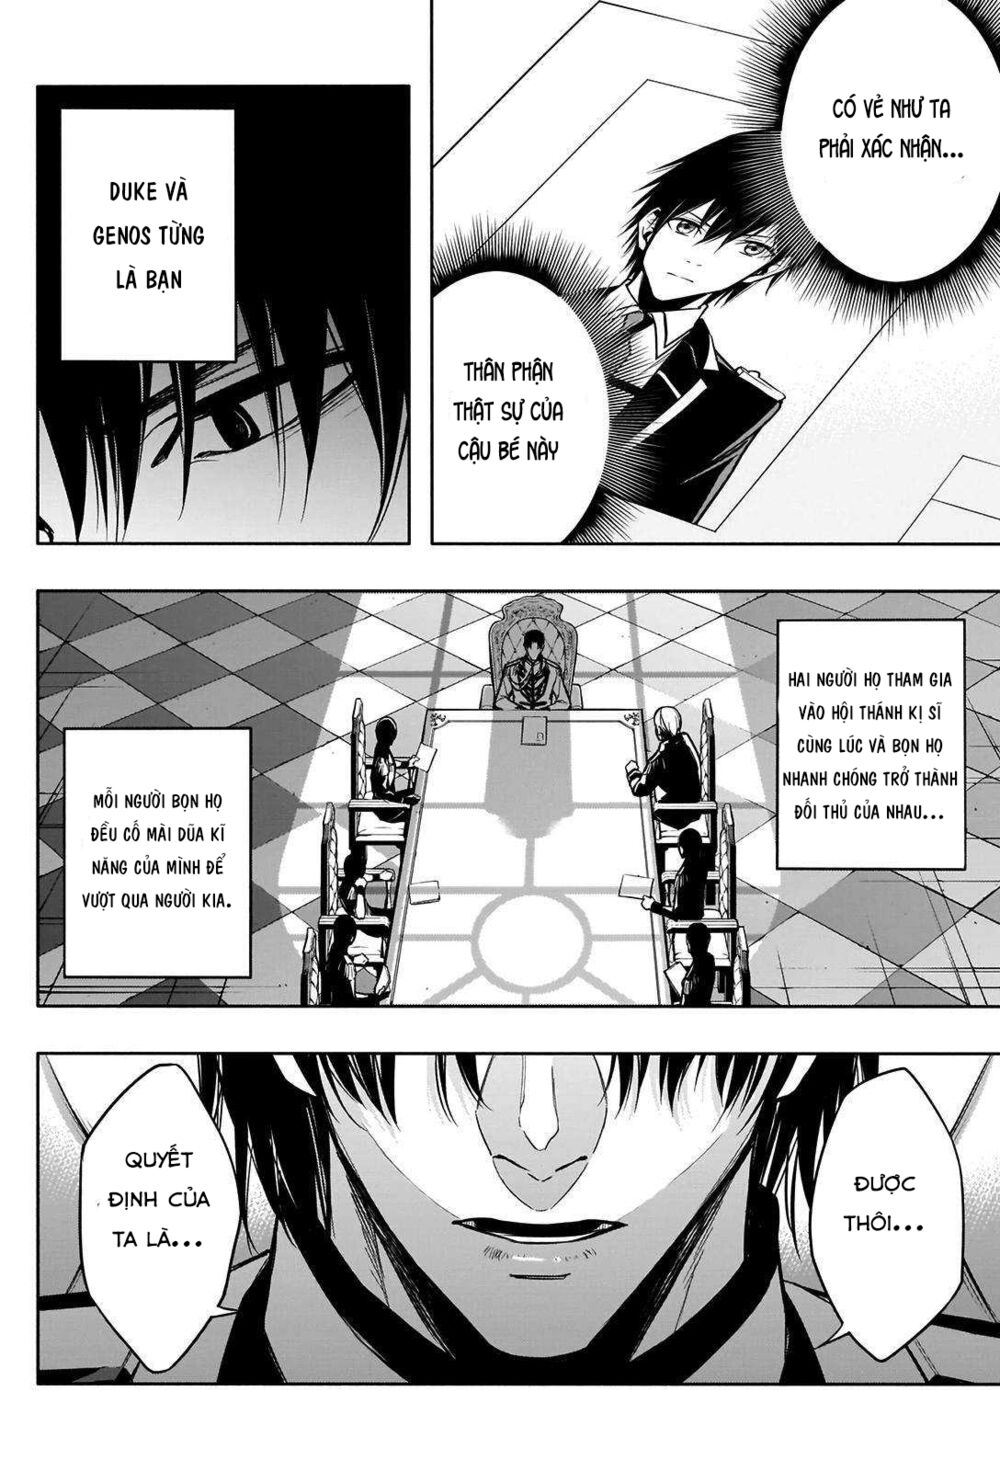 CÓ VẺ NHƯ TA
PHẢI XÁC NHẬN...
THÂN PHẬN
THẬT SỰ CỦA
CẬU BÉ NÀY
DUKE VÀ
GENOS TỪNG
LÀ BẠN
HAI NGƯỜI HỌ THAM GIA
VÀO HỘI THÁNH KỊ SĨ
CÙNG LÚC VÀ BỌN HỌ
NHANH CHÓNG TRỞ THÀNH
ĐỐI THỦ CỦA NHAU...
MỖI NGƯỜI BỌN HỌ
ĐỀU CỐ MÀI DŨA KĨ
NĂNG CỦA MÌNH ĐỂ
VƯỢT QUA NGƯỜI KIA.
ĐƯỢC
THÔI...
QUYẾT
ĐỊNH CỦA
TA LÀ...